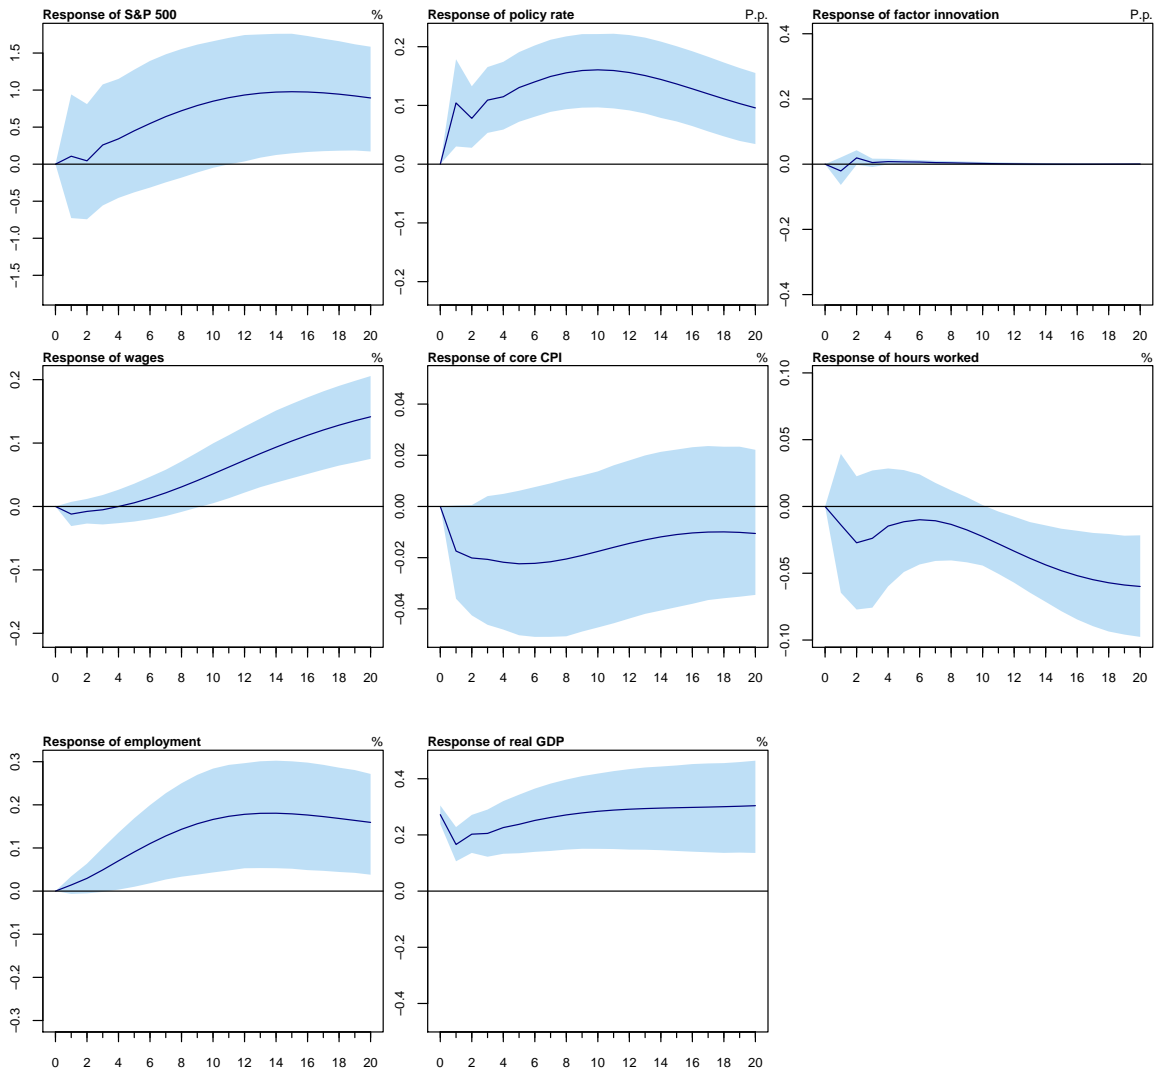 Response of S&P 500 %
1.5
1.0
0.5
0.0
−0.5
−1.0
−1.5
0 2 4 6 8 10 12 14 16 18 20
Response of policy rate P.p.
0.2
0.1
0.0
−0.1
−0.2
0 2 4 6 8 10 12 14 16 18 20
Response of factor innovation P.p.
0.4
0.2
0.0
−0.2
−0.4
0 2 4 6 8 10 12 14 16 18 20
Response of wages %
0.2
0.1
0.0
−0.1
−0.2
0 2 4 6 8 10 12 14 16 18 20
Response of core CPI %
0.04
0.02
0.00
−0.02
−0.04
0 2 4 6 8 10 12 14 16 18 20
Response of hours worked %
0.10
0.05
0.00
−0.05
−0.10
0 2 4 6 8 10 12 14 16 18 20
Response of employment %
0.3
0.2
0.1
0.0
−0.1
−0.2
−0.3
0 2 4 6 8 10 12 14 16 18 20
Response of real GDP %
0.4
0.2
0.0
−0.2
−0.4
0 2 4 6 8 10 12 14 16 18 20